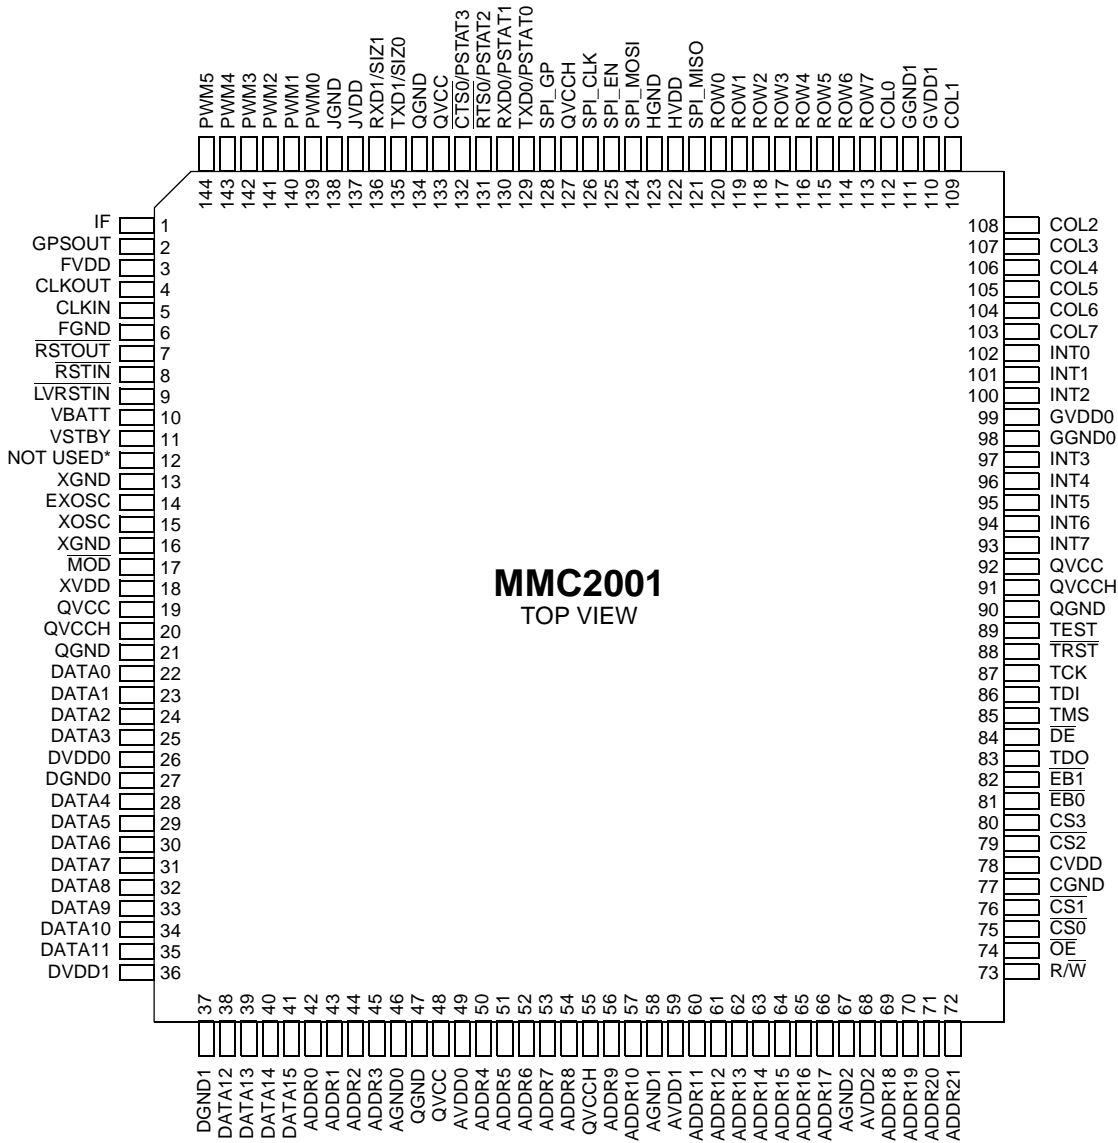 PWM5
PWM4
PWM3
PWM2
PWM1
PWM0
JGND
JVDD
RXD1/SIZ1
TXD1/SIZ0
QGND
QVCC
CTS0/PSTAT3
RTS0/PSTAT2
RXD0/PSTAT1
TXD0/PSTAT0
SPI_GP
QVCCH
SPI_CLK
SPI_EN
SPI_MOSI
HGND
HVDD
SPI_MISO
ROW0
ROW1
ROW2
ROW3
ROW4
ROW5
ROW6
ROW7
COL0
GGND1
GVDD1
COL1
144
143
142
141
140
139
138
137
136
135
134
133
132
131
130
129
128
127
126
125
124
123
122
121
120
119
118
117
116
115
114
113
112
111
110
109
IF 1
GPSOUT 2
FVDD 3
CLKOUT 4
CLKIN 5
FGND 6
RSTOUT 7
RSTIN 8
LVRSTIN 9
VBATT 10
VSTBY 11
NOT USED* 12
XGND 13
EXOSC 14
XOSC 15
XGND 16
MOD 17
XVDD 18
QVCC 19
QVCCH 20
QGND 21
DATA0 22
DATA1 23
DATA2 24
DATA3 25
DVDD0 26
DGND0 27
DATA4 28
DATA5 29
DATA6 30
DATA7 31
DATA8 32
DATA9 33
DATA10 34
DATA11 35
DVDD1 36
MMC2001
TOP VIEW
108 COL2
107 COL3
106 COL4
105 COL5
104 COL6
103 COL7
102 INT0
101 INT1
100 INT2
99 GVDD0
98 GGND0
97 INT3
96 INT4
95 INT5
94 INT6
93 INT7
92 QVCC
91 QVCCH
90 QGND
89 TEST
88 TRST
87 TCK
86 TDI
85 TMS
84 DE
83 TDO
82 EB1
81 EB0
80 CS3
79 CS2
78 CVDD
77 CGND
76 CS1
75 CS0
74 OE
73 R/W
37
38
39
40
41
42
43
44
45
46
47
48
49
50
51
52
53
54
55
56
57
58
59
60
61
62
63
64
65
66
67
68
69
70
71
72
DGND1
DATA12
DATA13
DATA14
DATA15
ADDR0
ADDR1
ADDR2
ADDR3
AGND0
QGND
QVCC
AVDD0
ADDR4
ADDR5
ADDR6
ADDR7
ADDR8
QVCCH
ADDR9
ADDR10
AGND1
AVDD1
ADDR11
ADDR12
ADDR13
ADDR14
ADDR15
ADDR16
ADDR17
AGND2
AVDD2
ADDR18
ADDR19
ADDR20
ADDR21